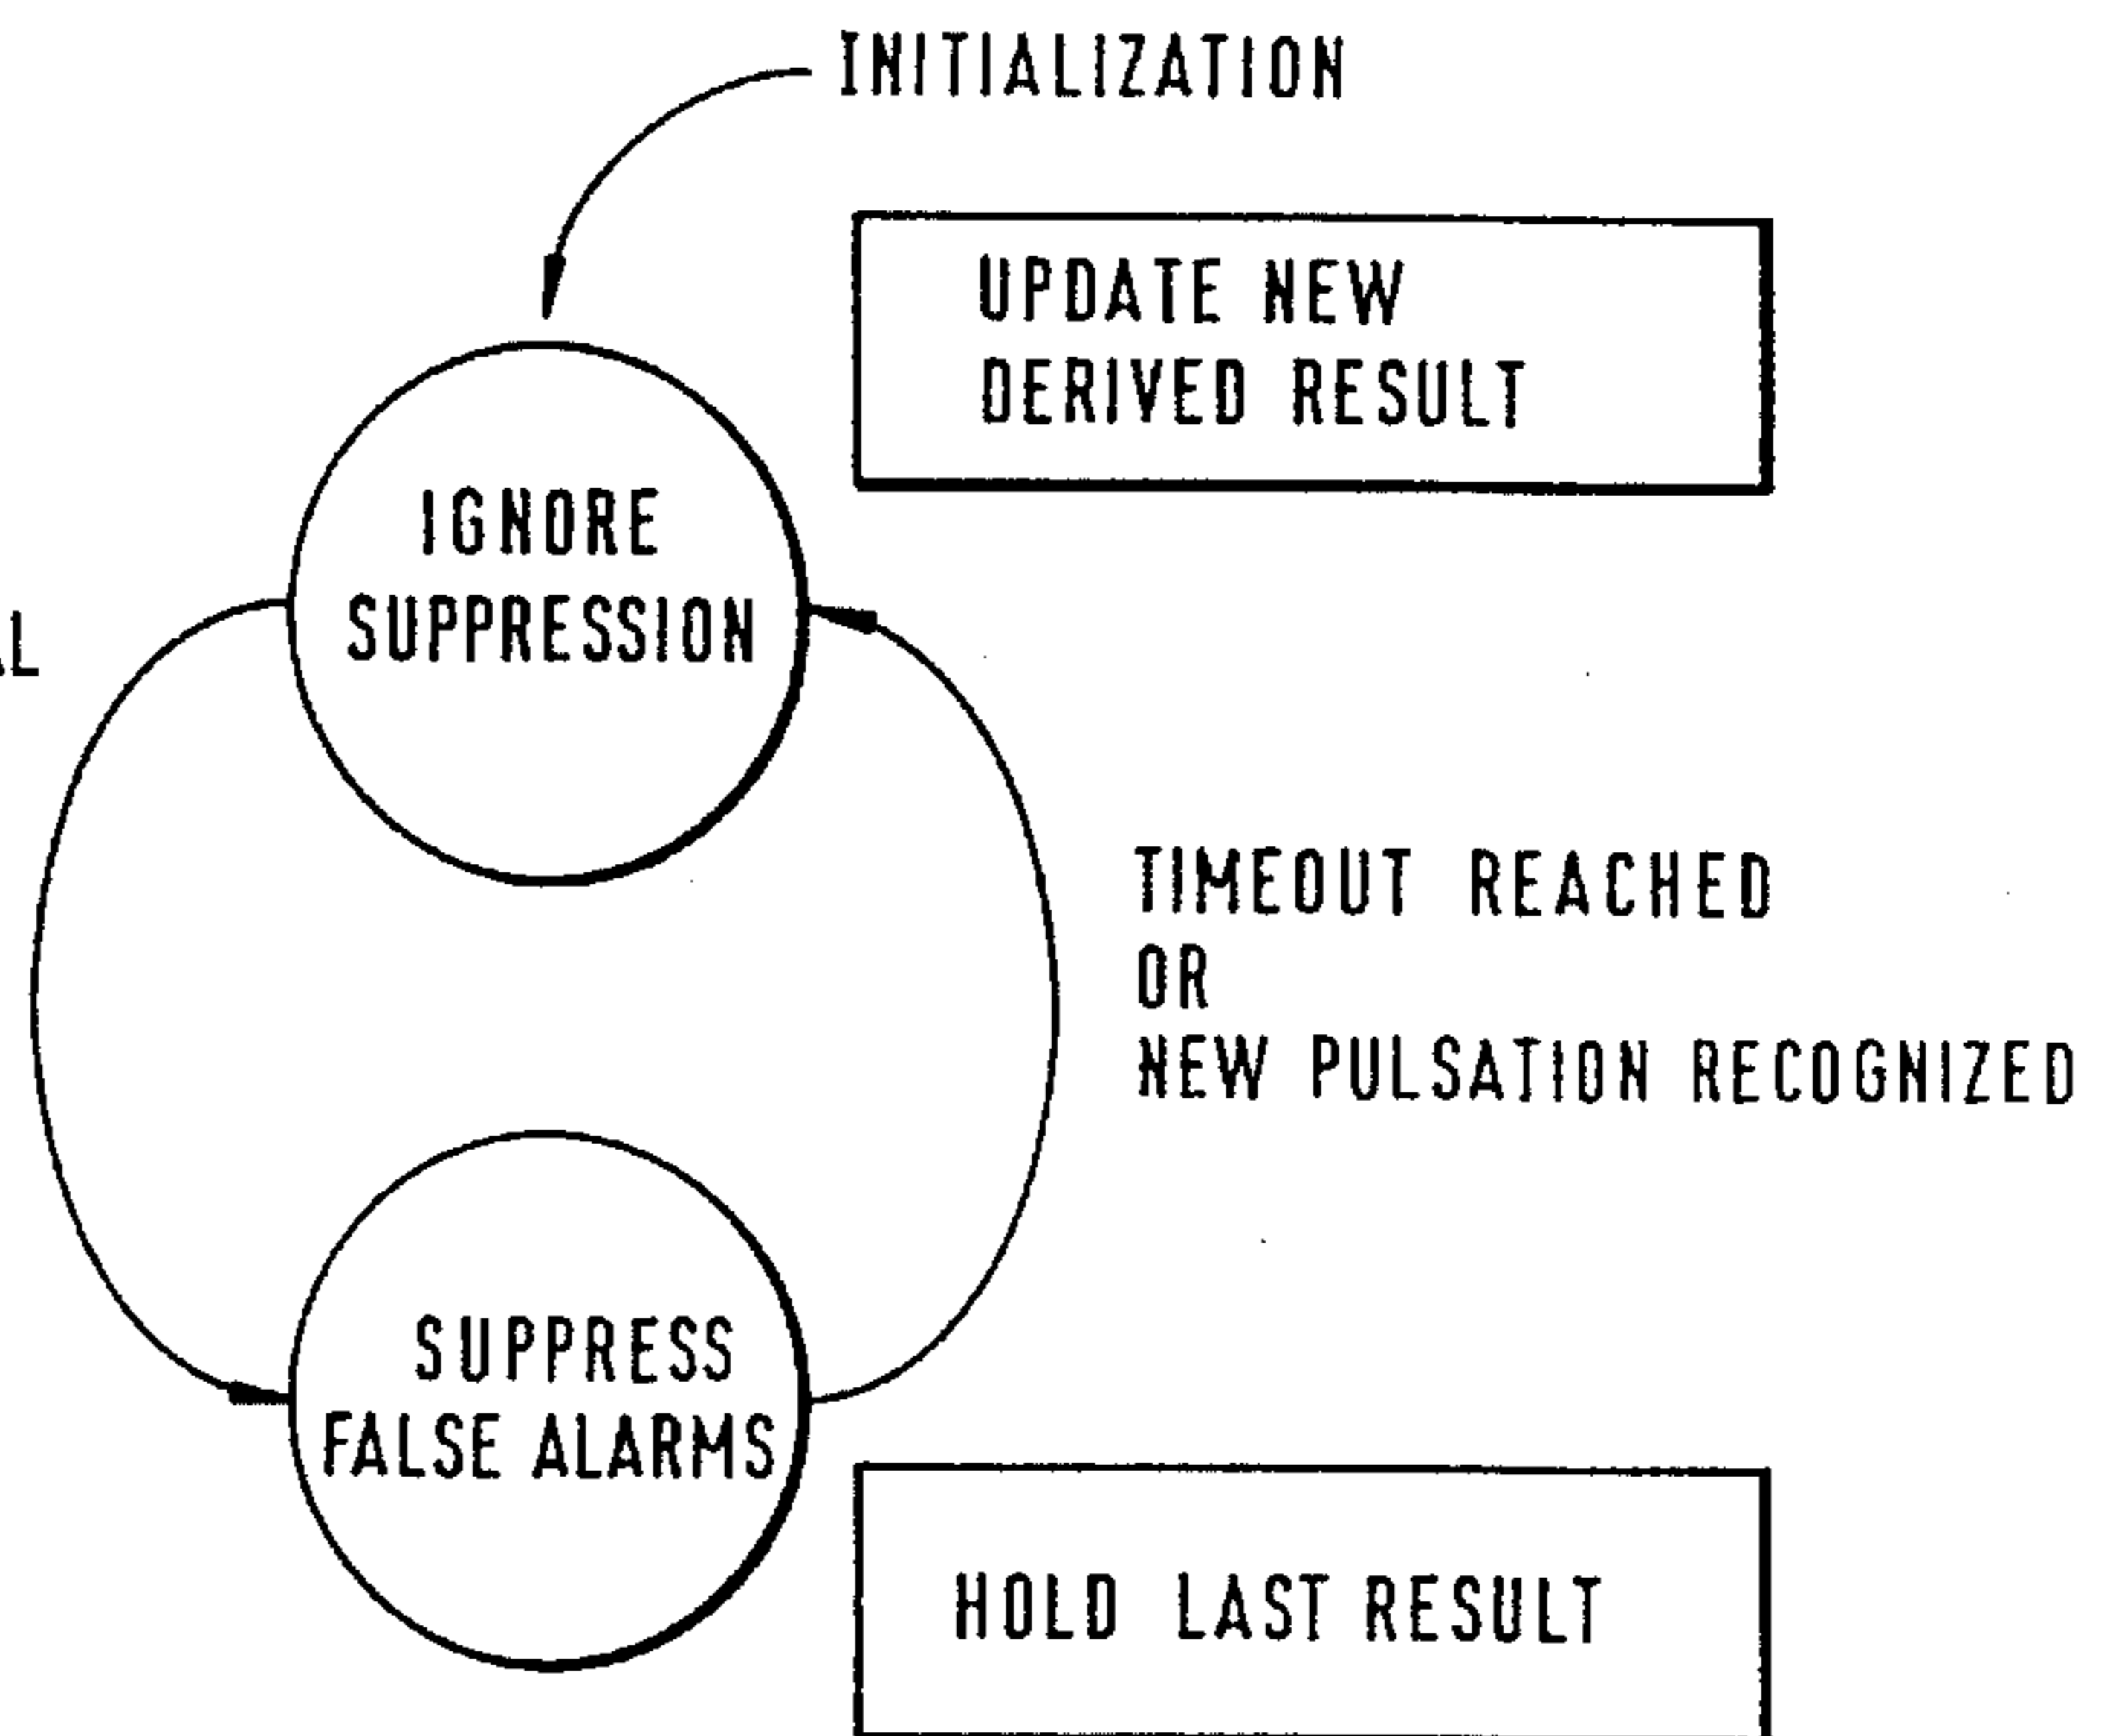 INITIALIZATION
UPDATE NEW
DERIVED RESULT
IGNORE
SUPPRESSION
TIMEOUT REACHED
OR
NEW PULSATION RECOGNIZED
SUPPRESS
FALSE ALARMS
HOLD LAST RESULT